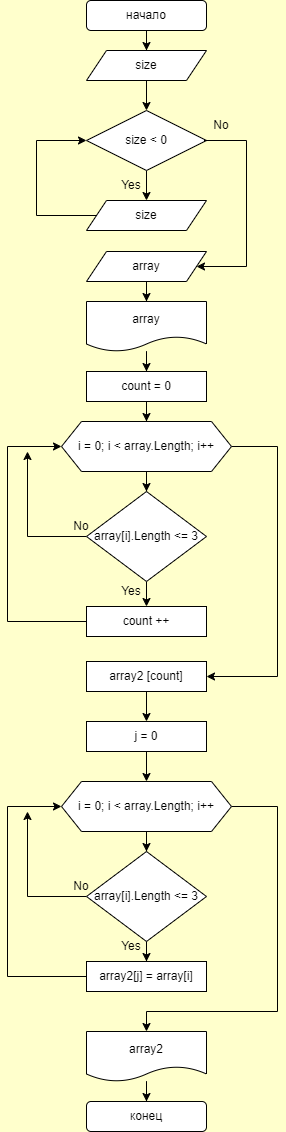 начало
size
size < 0
No
Yes
size
array
array
count = 0
i = 0; i < array.Length; i++
No
array[i].Length <= 3
Yes
count ++
array2 [count]
j = 0
i = 0; i < array.Length; i++
No
array[i].Length <= 3
Yes
array2[j] = array[i]
array2
конец